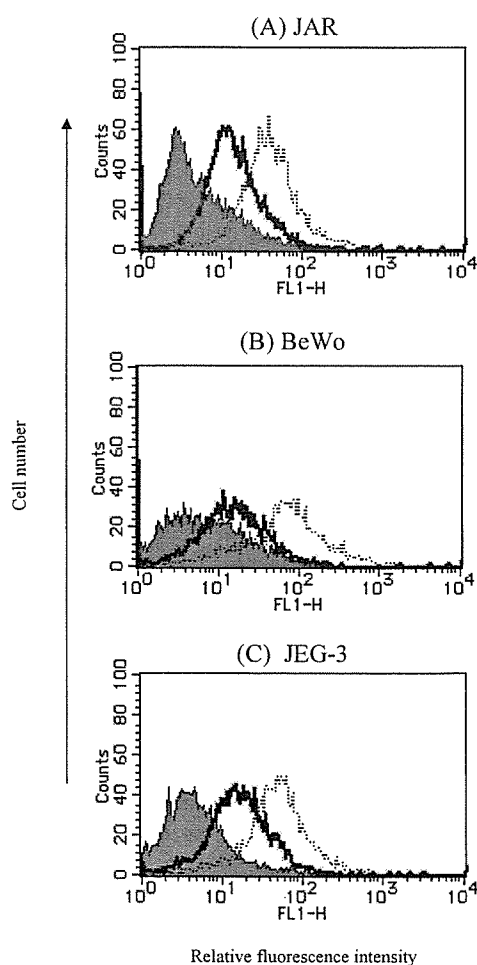 (A) JAR
100
80
60
40
20
0
Counts
10^0 10^1 10^2 10^3 10^4
FL1-H
(B) BeWo
100
80
60
40
20
0
Counts
10^0 10^1 10^2 10^3 10^4
FL1-H
Cell number
(C) JEG-3
100
80
60
40
20
0
Counts
10^0 10^1 10^2 10^3 10^4
FL1-H
Relative fluorescence intensity